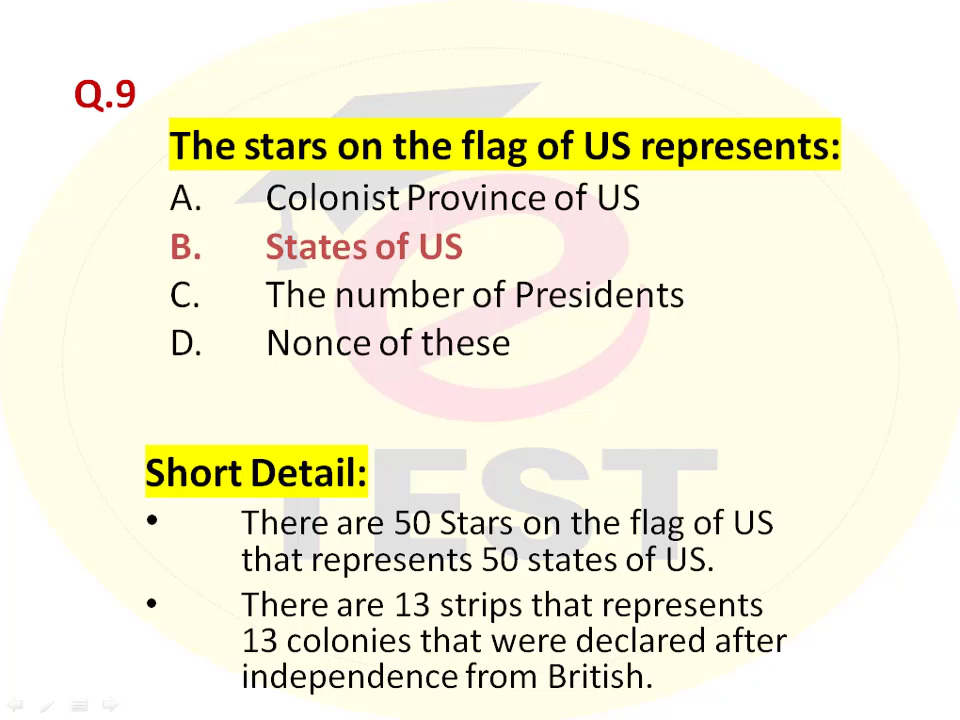 Q.9
The stars on the flag of US represents:
A. Colonist Province of US
B. States of US
C. The number of Presidents
D. Nonce of these
TEST
Short Detail:
• There are 50 Stars on the flag of US
that represents 50 states of US.
• There are 13 strips that represents
13 colonies that were declared after
independence from British.